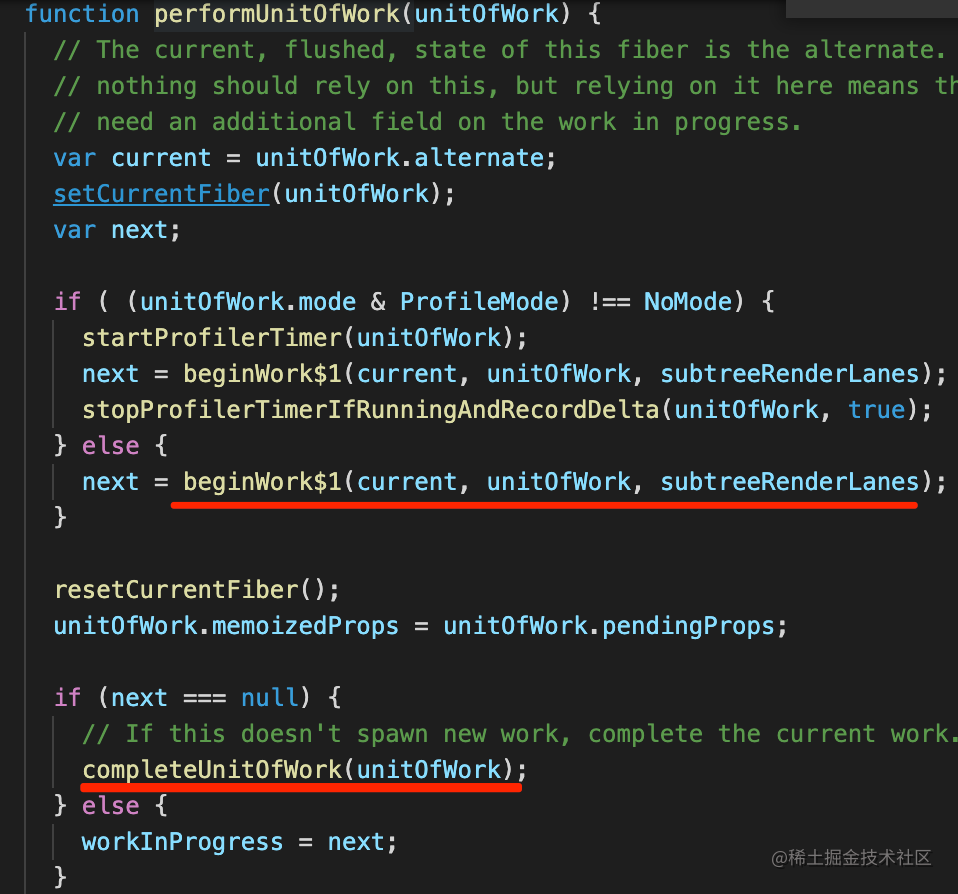 function performUnitOfWork(unitOfWork) {
// The current, flushed, state of this fiber is the alternate.
// nothing should rely on this, but relying on it here means
// need an additional field on the work in progress.
var current = unitOfWork.alternate;
setCurrentFiber(unitOfWork);
var next;
if ( (unitOfWork.mode & ProfileMode) !== NoMode) {
startProfilerTimer(unitOfWork);
next = beginWork$1(current, unitOfWork, subtreeRenderLanes);
stopProfilerTimerIfRunningAndRecordDelta(unitOfWork, true);
} else {
next = beginWork$1(current, unitOfWork, subtreeRenderLanes);
}
resetCurrentFiber();
unitOfWork.memoizedProps = unitOfWork.pendingProps;
if (next === null) {
// If this doesn't spawn new work, complete the current work.
completeUnitOfWork(unitOfWork);
} else {
workInProgress = next;
}
@稀土掘金技术社区